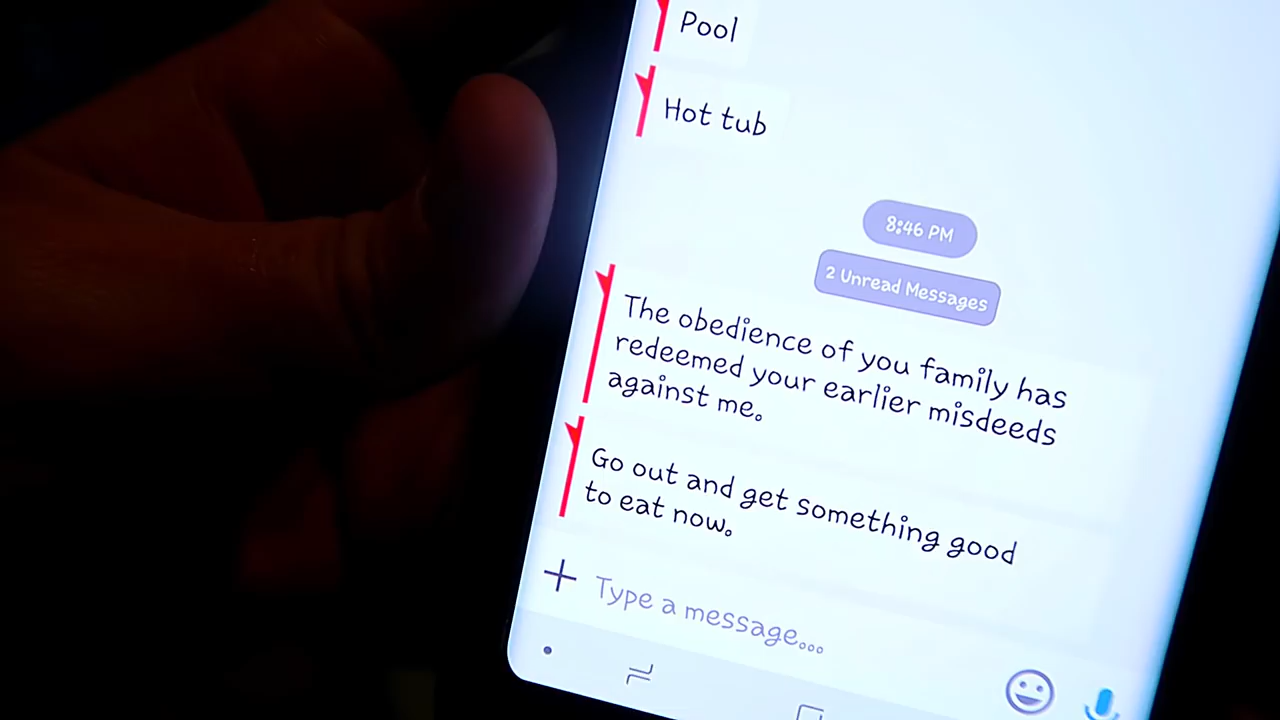 Pool
Hot tub
8:46 PM
2 Unread Messages
The obedience of you family has
redeemed your earlier misdeeds
against me.
Go out and get something good
to eat now.
Type a message...